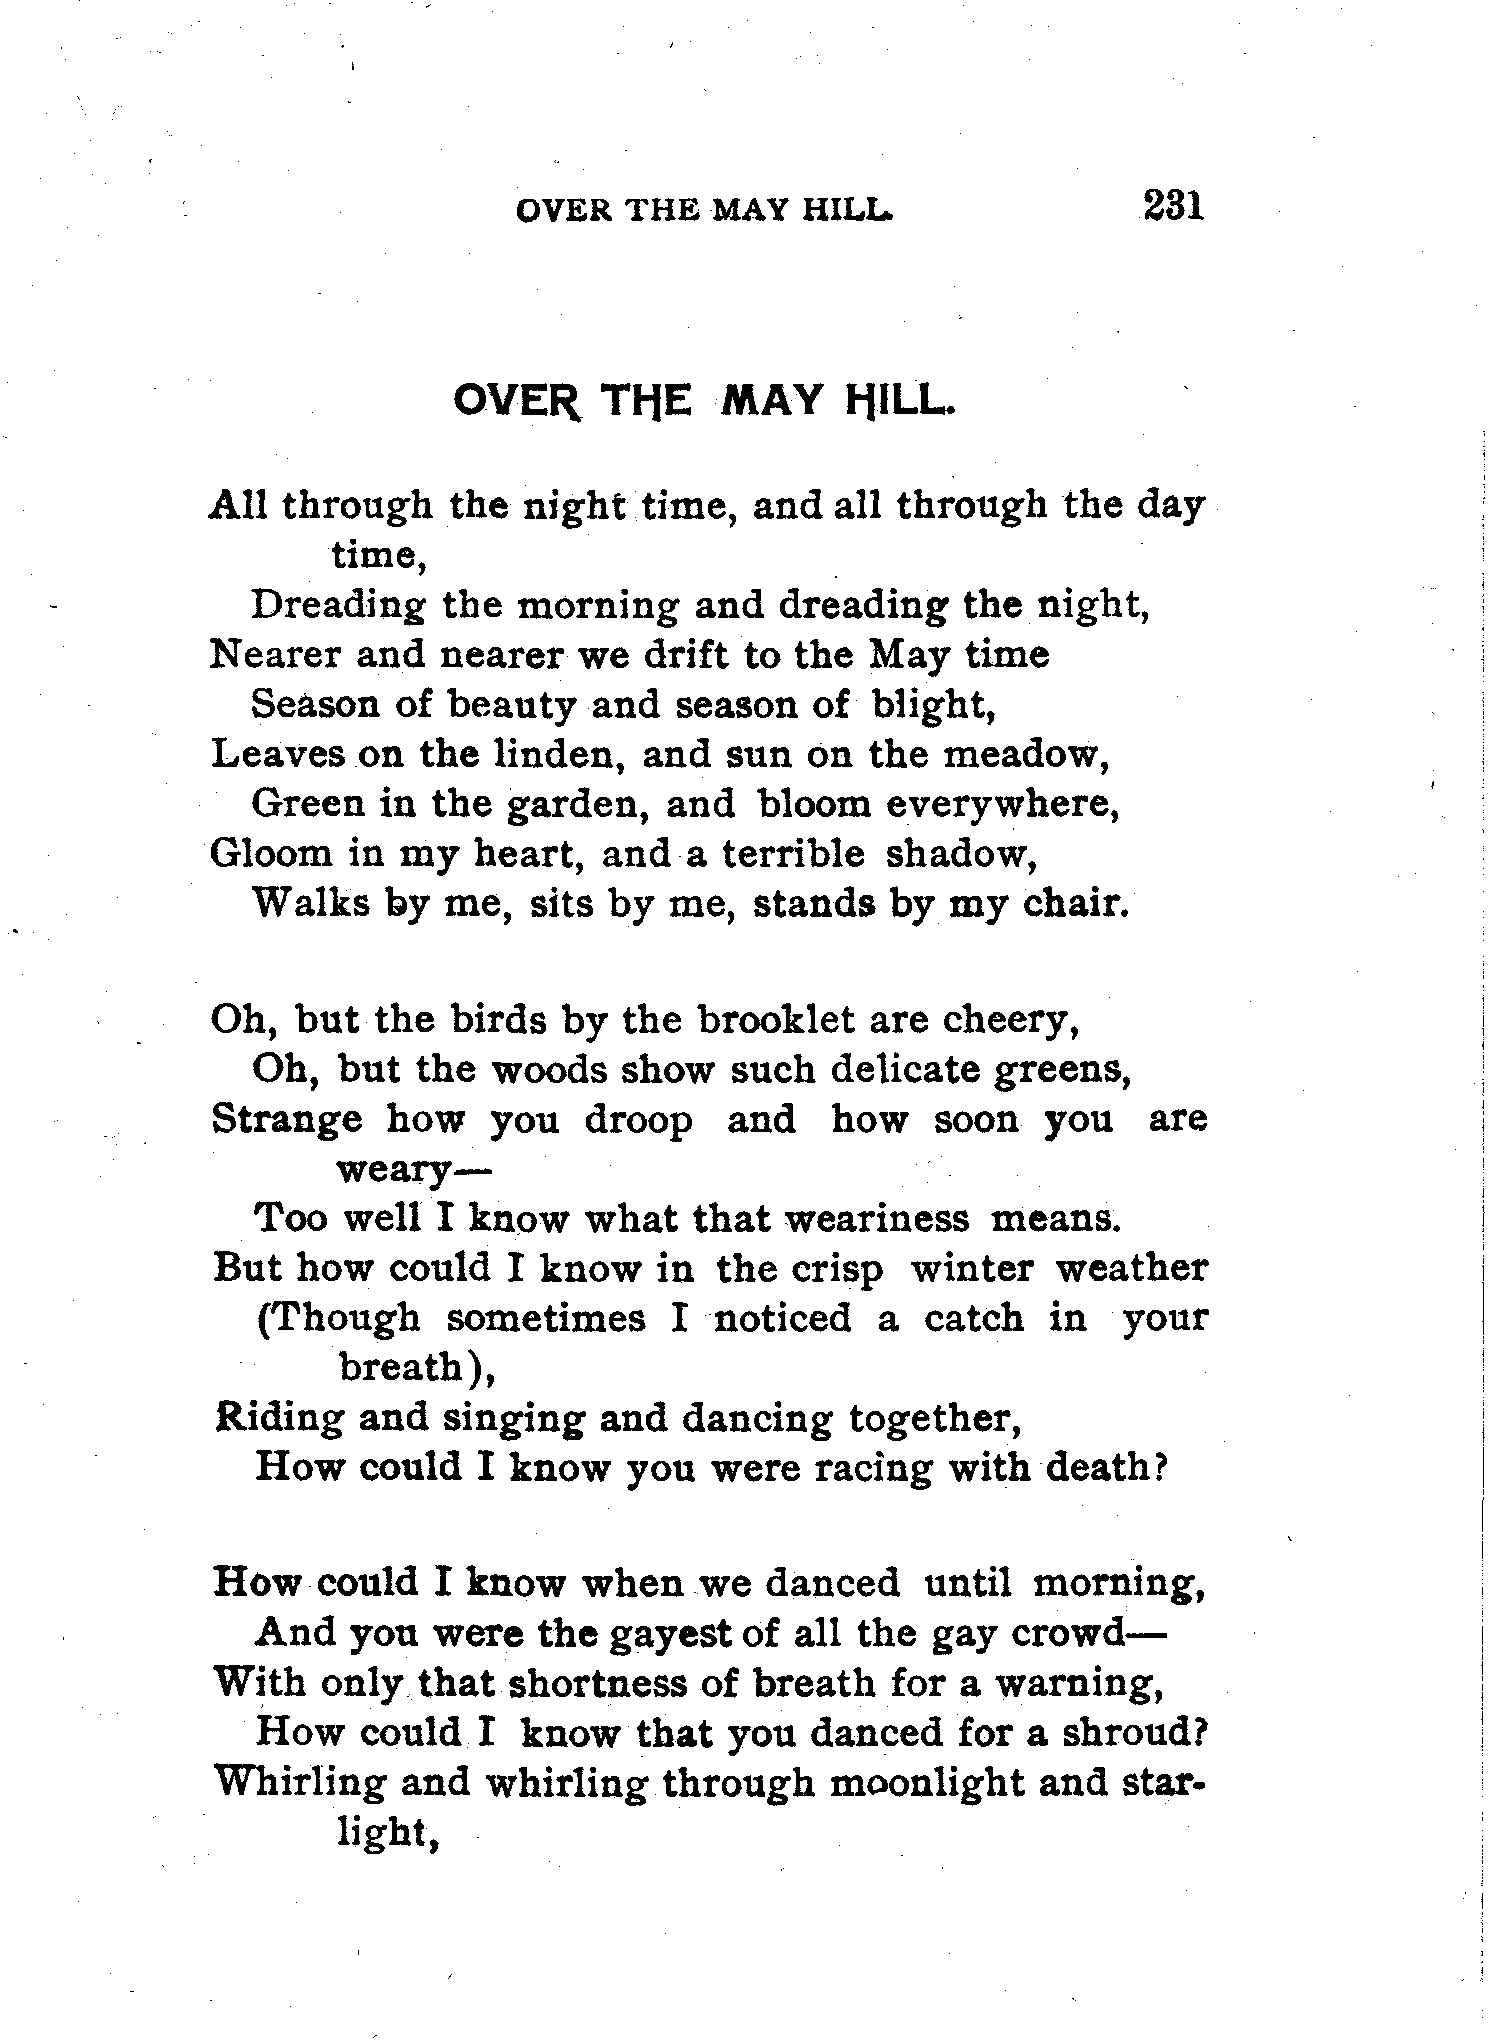 OVER THE MAY HILL. 231
OVER THE MAY HILL.
All through the night time, and all through the day
time,
Dreading the morning and dreading the night,
Nearer and nearer we drift to the May time
Season of beauty and season of blight,
Leaves on the linden, and sun on the meadow,
Green in the garden, and bloom everywhere,
Gloom in my heart, and a terrible shadow,
Walks by me, sits by me, stands by my chair.
Oh, but the birds by the brooklet are cheery,
Oh, but the woods show such delicate greens,
Strange how you droop and how soon you are
weary—
Too well I know what that weariness means.
But how could I know in the crisp winter weather
(Though sometimes I noticed a catch in your
breath),
Riding and singing and dancing together,
How could I know you were racing with death?
How could I know when we danced until morning,
And you were the gayest of all the gay crowd—
With only that shortness of breath for a warning,
How could I know that you danced for a shroud?
Whirling and whirling through moonlight and star-
light,